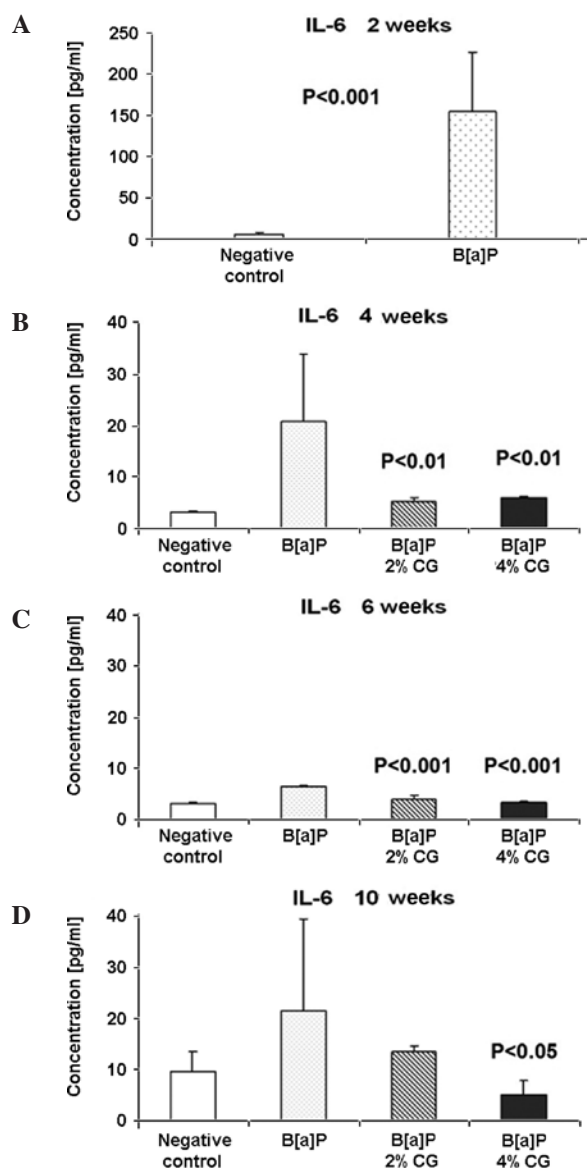 A
IL-6 2 weeks
Concentration [pg/ml]
250
200
150
100
50
0
P<0.001
Negative
control
B[a]P
B
IL-6 4 weeks
Concentration [pg/ml]
40
30
20
10
0
P<0.01
P<0.01
Negative
control
B[a]P
B[a]P
2% CG
B[a]P
4% CG
C
IL-6 6 weeks
Concentration [pg/ml]
40
30
20
10
0
P<0.001
P<0.001
Negative
control
B[a]P
B[a]P
2% CG
B[a]P
4% CG
D
IL-6 10 weeks
Concentration [pg/ml]
40
30
20
10
0
P<0.05
Negative
control
B[a]P
B[a]P
2% CG
B[a]P
4% CG